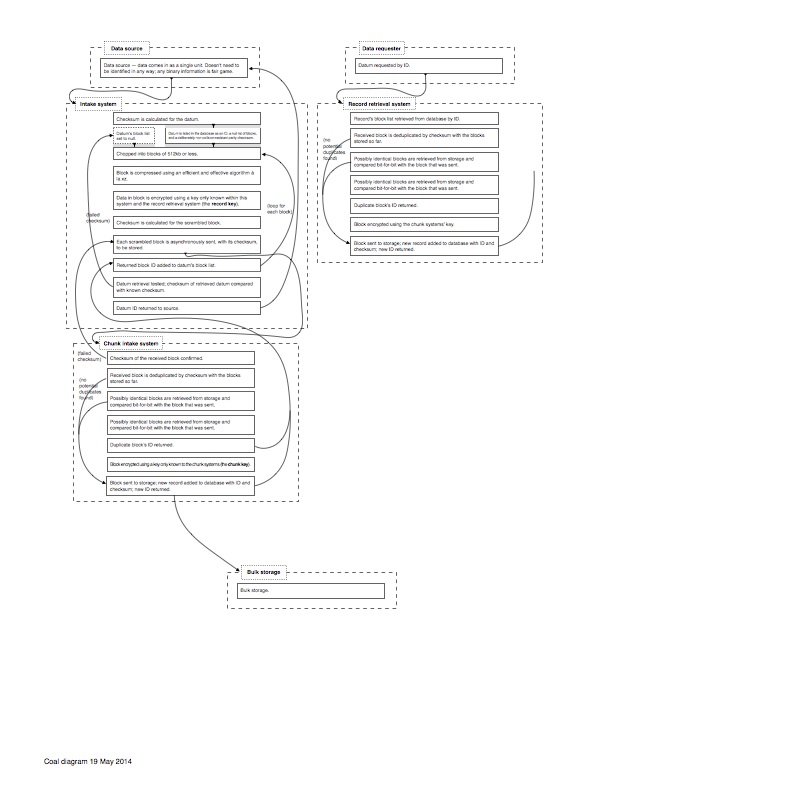 Data source
Data source — data comes in as a single unit. Doesn't need to
be identified in any way; any binary information is fair game.
Intake system
Checksum is calculated for the datum.
Datum's block list
set to null.
Datum is listed in the database as an ID, a null list of blocks,
Chopped into blocks of 512kb or less.
Block is compressed using an efficient and effective algorithm à
la xz.
Data in block is encrypted using a key only known within this
system and the record retrieval system (the record key).
(loop for
each block)
(failed
checksum)
Checksum is calculated for the scrambled block.
Each scrambled block is asynchronously sent, with its checksum,
to be stored.
Returned block ID added to datum's block list.
Datum retrieval tested; checksum of retrieved datum compared
with known checksum.
Datum ID returned to source.
Chunk intake system
(failed
checksum)
Checksum of the received block confirmed.
Received block is deduplicated by checksum with the blocks
stored so far.
(no
potential
duplicates
found)
Possibly identical blocks are retrieved from storage and
compared bit-for-bit with the block that was sent.
Possibly identical blocks are retrieved from storage and
compared bit-for-bit with the block that was sent.
Duplicate block's ID returned.
Block encrypted using a key only known to the chunk systems (the chunk key).
Block sent to storage; new record added to database with ID and
checksum; new ID returned.
Bulk storage
Bulk storage.
Data requester
Datum requested by ID.
Record retrieval system
Record's block list retrieved from database by ID.
Received block is deduplicated by checksum with the blocks
stored so far.
(no
potential
duplicates
found)
Possibly identical blocks are retrieved from storage and
compared bit-for-bit with the block that was sent.
Possibly identical blocks are retrieved from storage and
compared bit-for-bit with the block that was sent.
Duplicate block's ID returned.
Block encrypted using the chunk systems' key.
Block sent to storage; new record added to database with ID and
checksum; new ID returned.
Coal diagram 19 May 2014